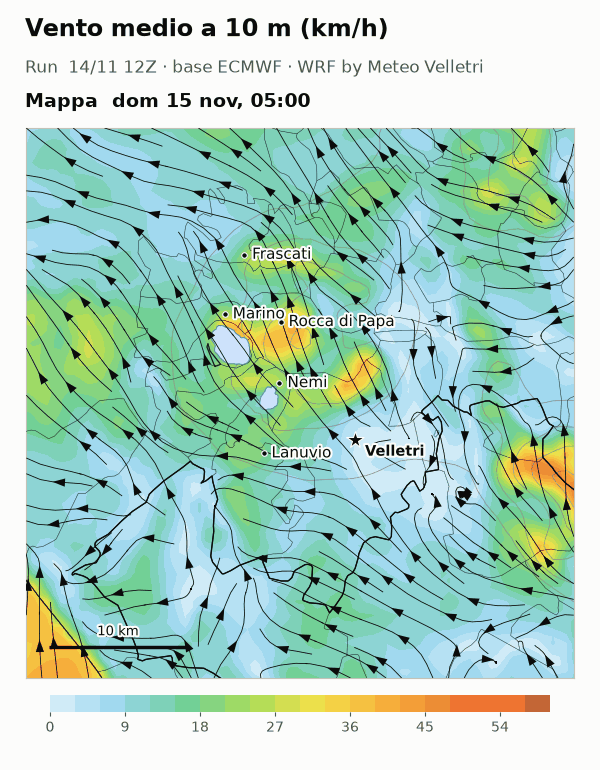 Vento medio a 10 m (km/h)
Run 14/11 12Z · base ECMWF · WRF by Meteo Velletri
Mappa dom 15 nov, 05:00
Frascati
Marino
Rocca di Papa
Nemi
Velletri
Lanuvio
10 km
0 9 18 27 36 45 54